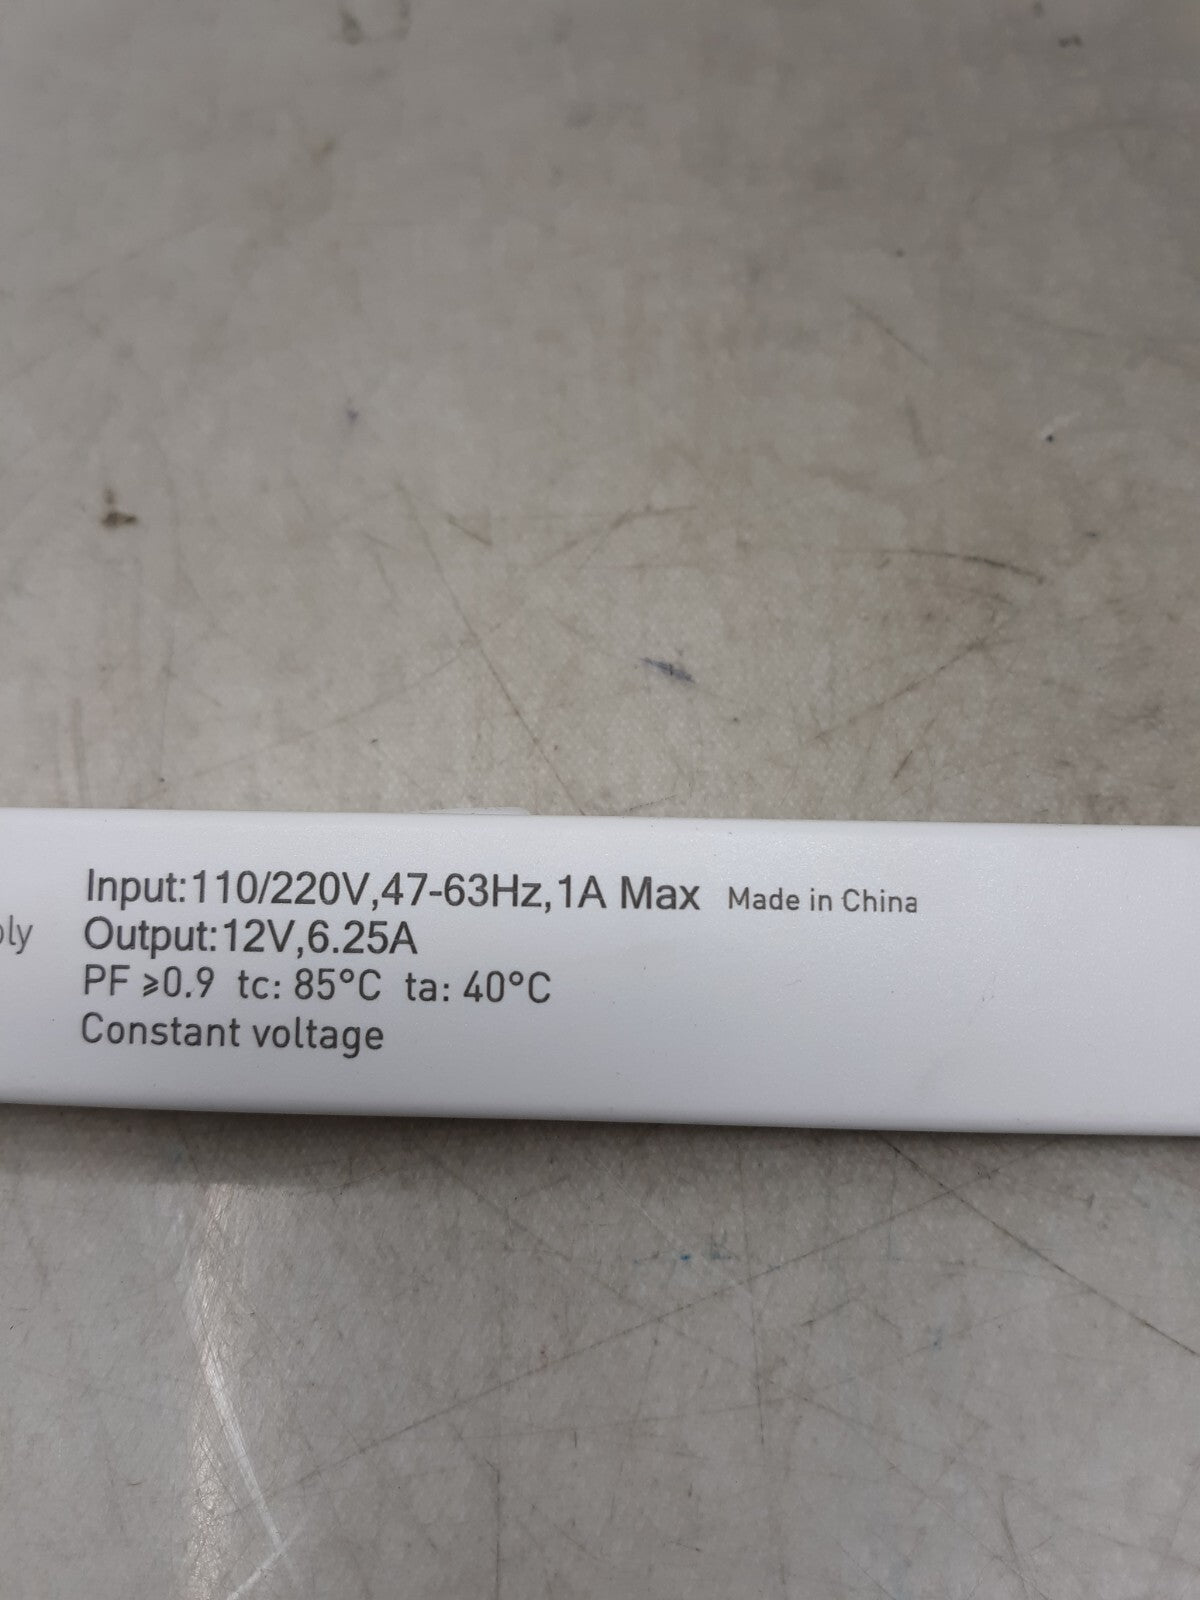 Input:110/220V,47-63Hz,1A Max Made in China
Output:12V,6.25A
PF ⩾0.9 tc: 85°C ta: 40°C
Constant voltage